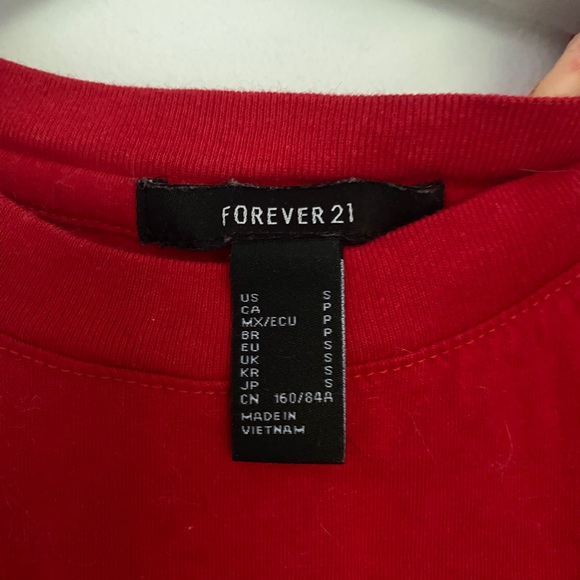 FOREVER 21
US S
CA P
MX/ECU P
BR P
EU S
UK S
KR S
JP S
CN 160/84A
MADE IN
VIETNAM